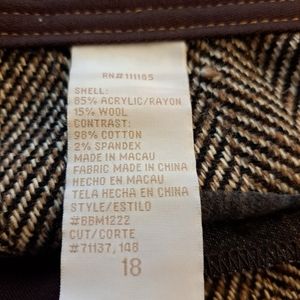 RN#111185
SHELL:
85% ACRYLIC/RAYON
15% WOOL
CONTRAST:
98% COTTON
2% SPANDEX
MADE IN MACAU
FABRIC MADE IN CHINA
HECHO EN MACAU
TELA HECHA EN CHINA
STYLE/ESTILO
#BBM1222
CUT/CORTE
#71137, 148
18